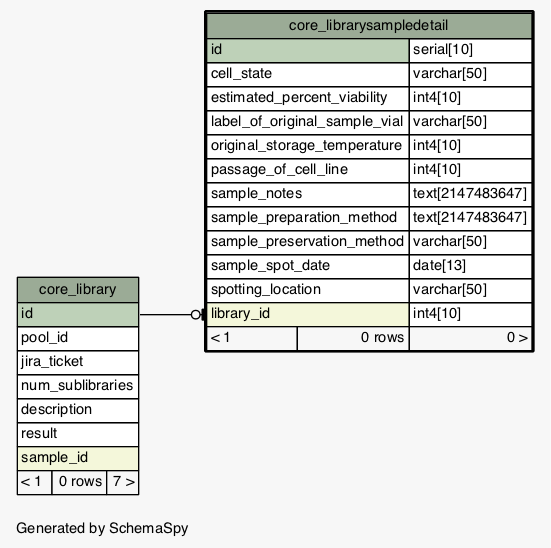 core_librarysampledetail
id serial[10]
cell_state varchar[50]
estimated_percent_viability int4[10]
label_of_original_sample_vial varchar[50]
original_storage_temperature int4[10]
passage_of_cell_line int4[10]
sample_notes text[2147483647]
sample_preparation_method text[2147483647]
sample_preservation_method varchar[50]
sample_spot_date date[13]
spotting_location varchar[50]
library_id int4[10]
< 1 0 rows 0 >
core_library
id
pool_id
jira_ticket
num_sublibraries
description
result
sample_id
< 1 0 rows 7 >
Generated by SchemaSpy